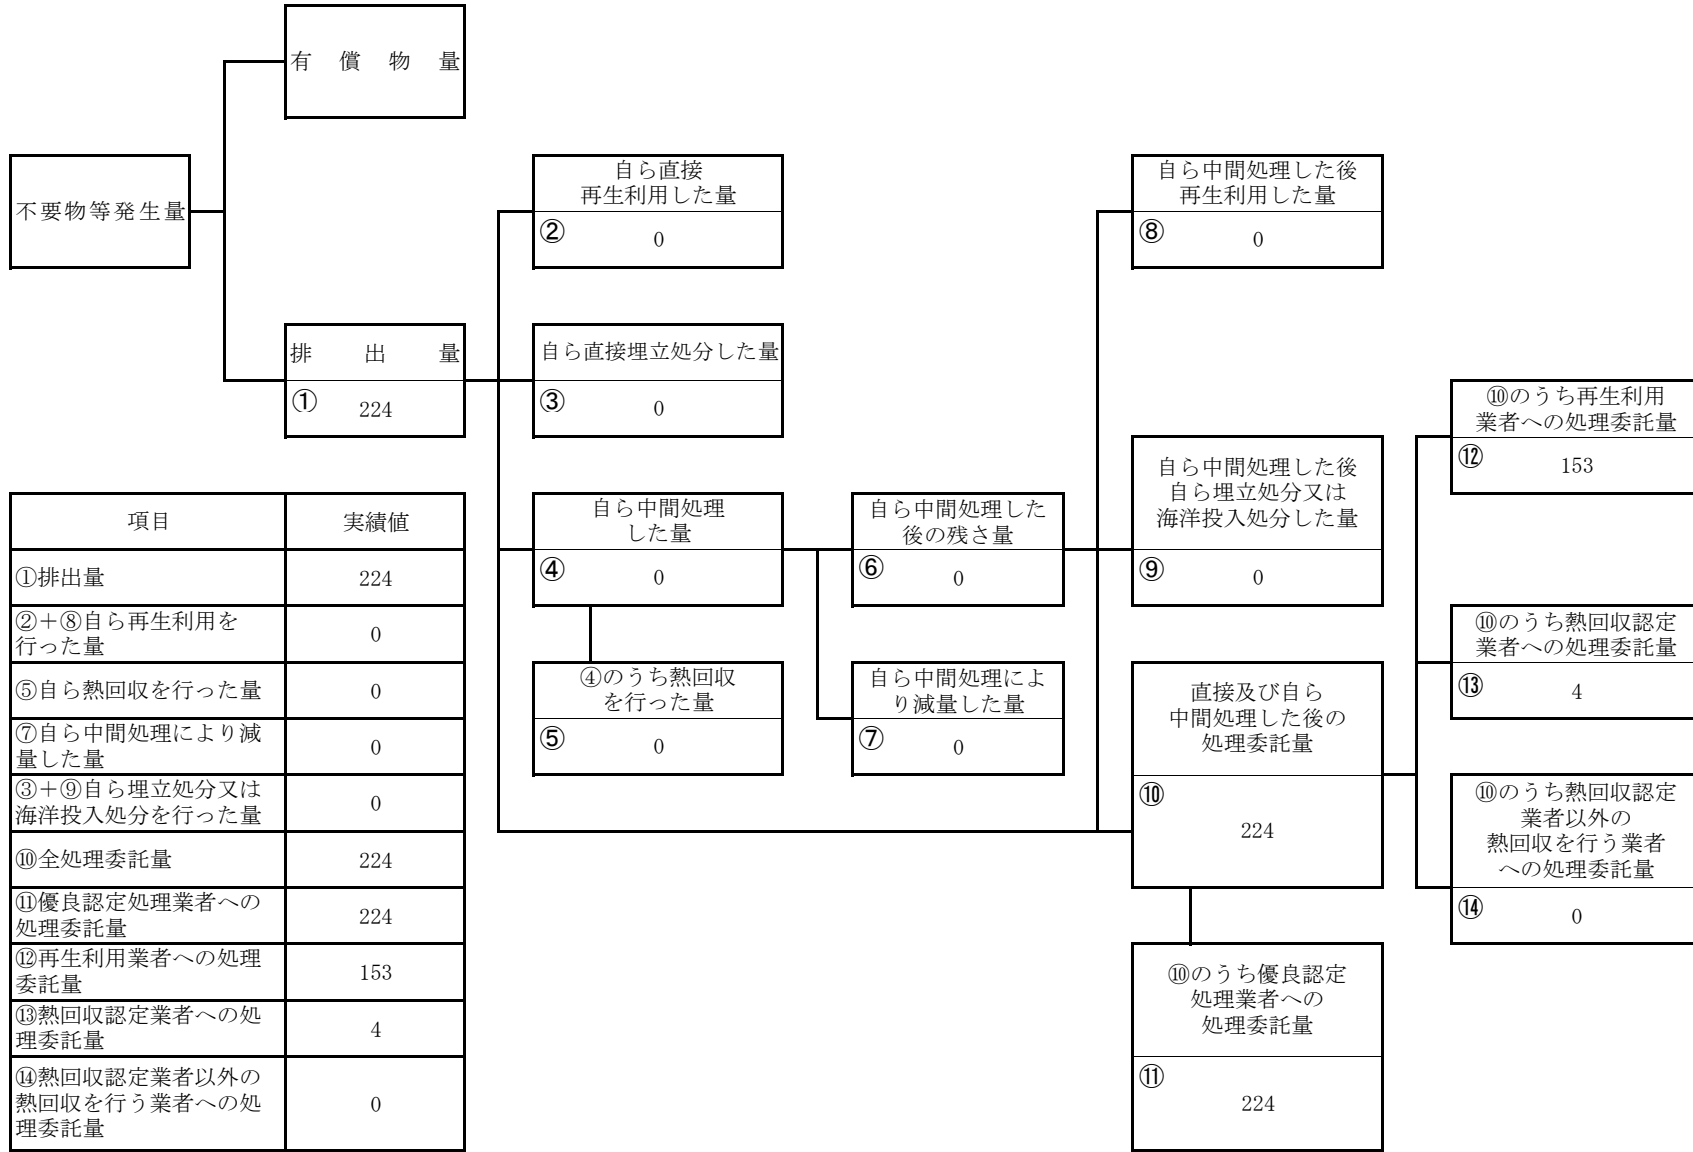 有償物量
不要物等発生量
排出量
① 224
自ら直接
再生利用した量
② 0
自ら直接埋立処分した量
③ 0
自ら中間処理
した量
④ 0
④のうち熱回収
を行った量
⑤ 0
自ら中間処理した
後の残さ量
⑥ 0
自ら中間処理によ
り減量した量
⑦ 0
自ら中間処理した後
再生利用した量
⑧ 0
自ら中間処理した後
自ら埋立処分又は
海洋投入処分した量
⑨ 0
直接及び自ら
中間処理した後の
処理委託量
⑩
224
⑩のうち優良認定
処理業者への
処理委託量
⑪
224
⑩のうち再生利用
業者への処理委託量
⑫ 153
⑩のうち熱回収認定
業者への処理委託量
⑬ 4
⑩のうち熱回収認定
業者以外の
熱回収を行う業者
への処理委託量
⑭ 0
項目 実績値
①排出量 224
②＋⑧自ら再生利用を
行った量 0
⑤自ら熱回収を行った量 0
⑦自ら中間処理により減
量した量 0
③＋⑨自ら埋立処分又は
海洋投入処分を行った量 0
⑩全処理委託量 224
⑪優良認定処理業者への
処理委託量 224
⑫再生利用業者への処理
委託量 153
⑬熱回収認定業者への処
理委託量 4
⑭熱回収認定業者以外の
熱回収を行う業者への処 0
理委託量